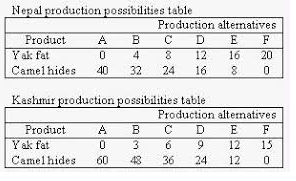 Nepal production possibilities table
Production alternatives
Product A B C D E F
Yak fat 0 4 8 12 16 20
Camel hides 40 32 24 16 8 0
Kashmir production possibilities table
Production alternatives
Product A B C D E F
Yak fat 0 3 6 9 12 15
Camel hides 60 48 36 24 12 0